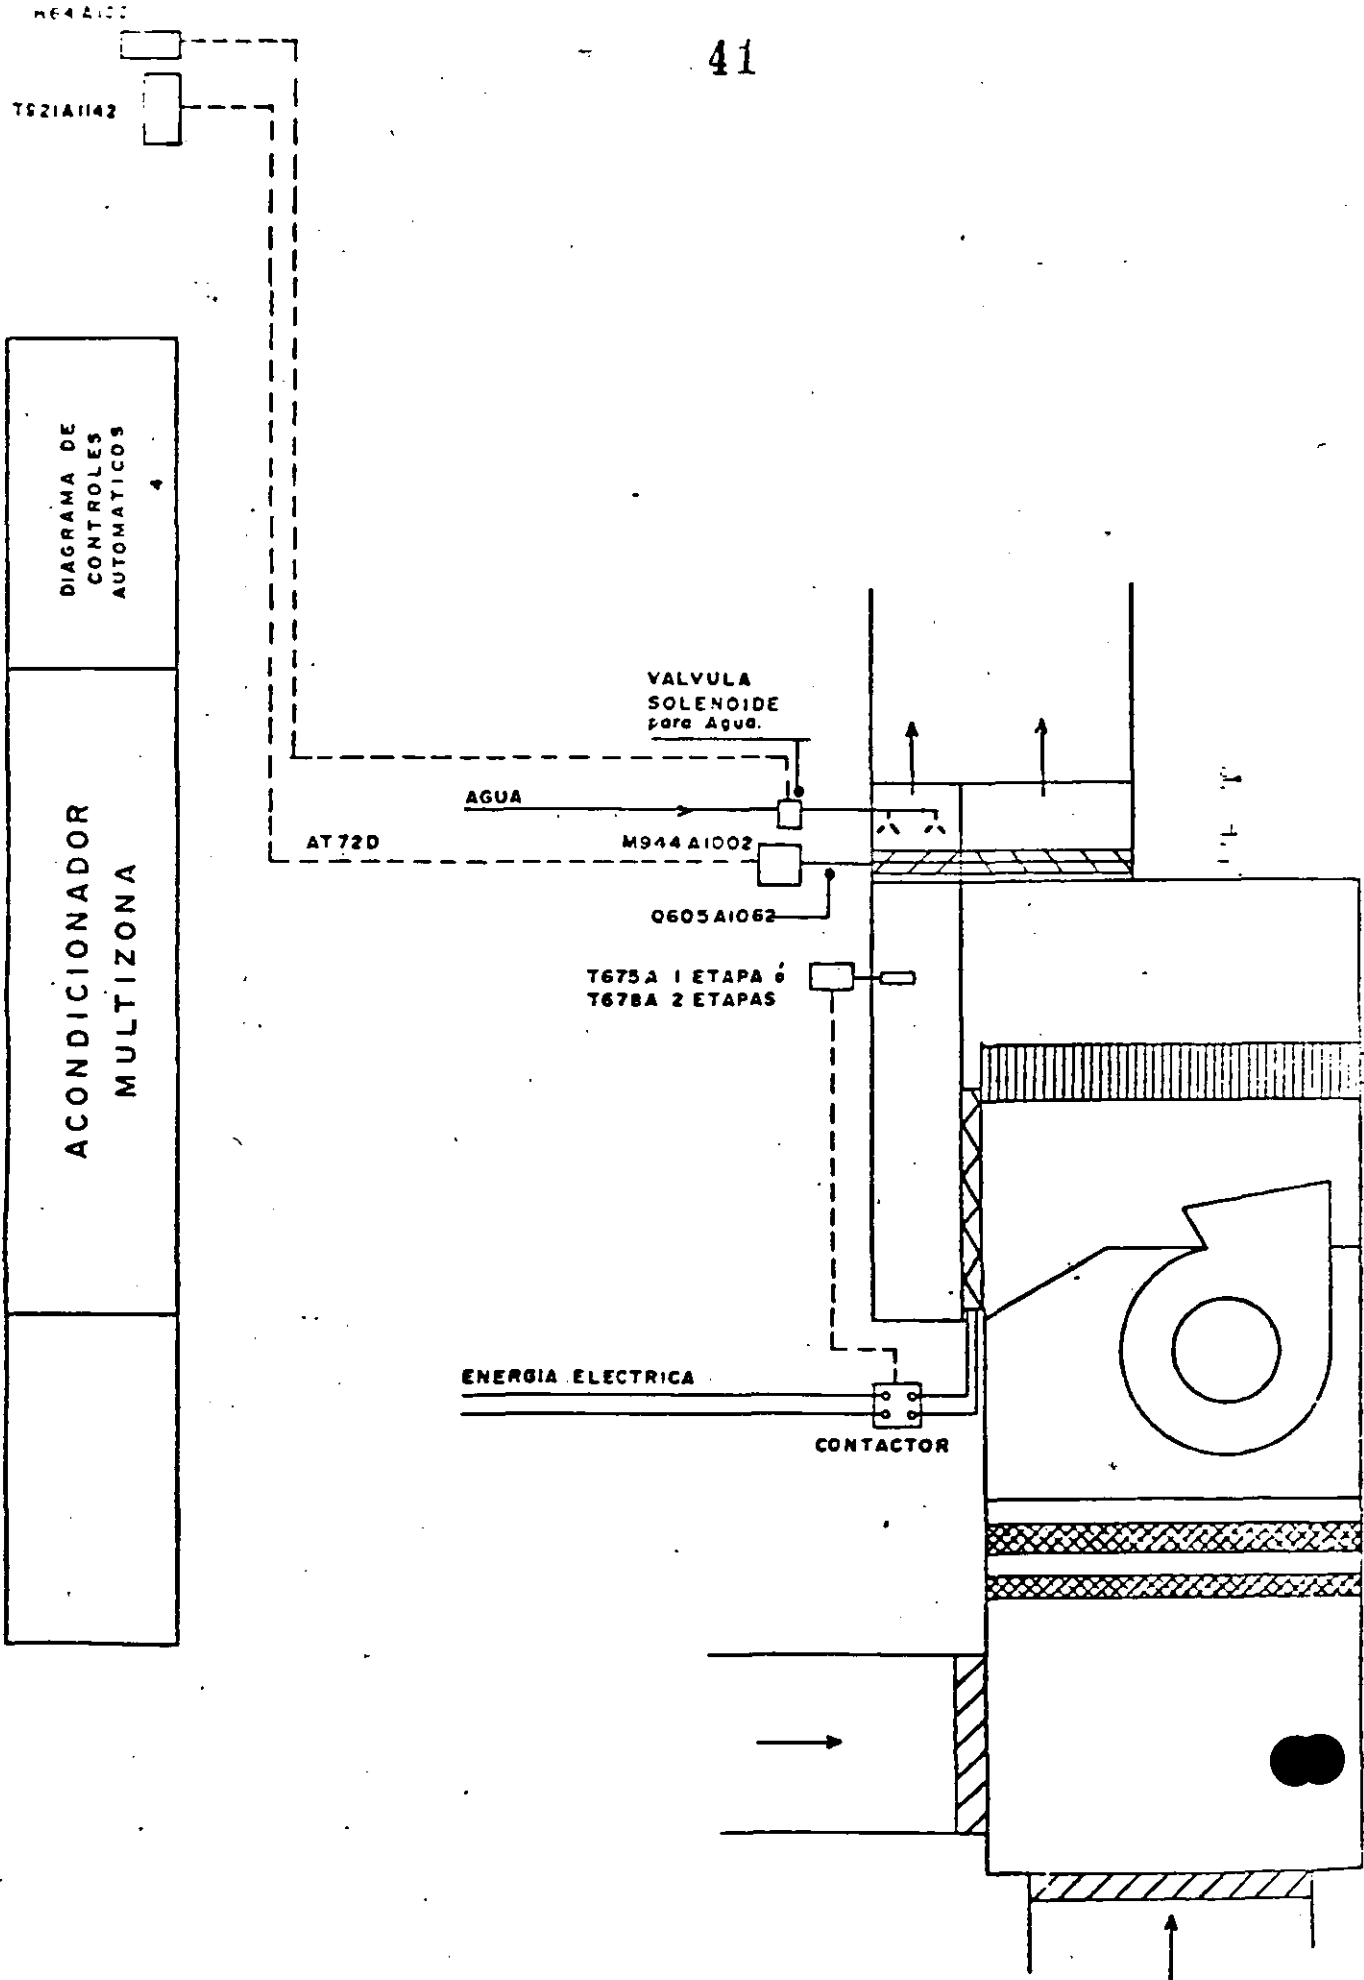 41
TS21A1142
VALVULA
SOLENOIDE
para Agua.
AGUA
AT72D
M944A1002
Q605A1062
T675A 1 ETAPA ó
T678A 2 ETAPAS
ENERGIA ELECTRICA
CONTACTOR
DIAGRAMA DE
CONTROLES
AUTOMATICOS
4
ACONDICIONADOR
MULTIZONA